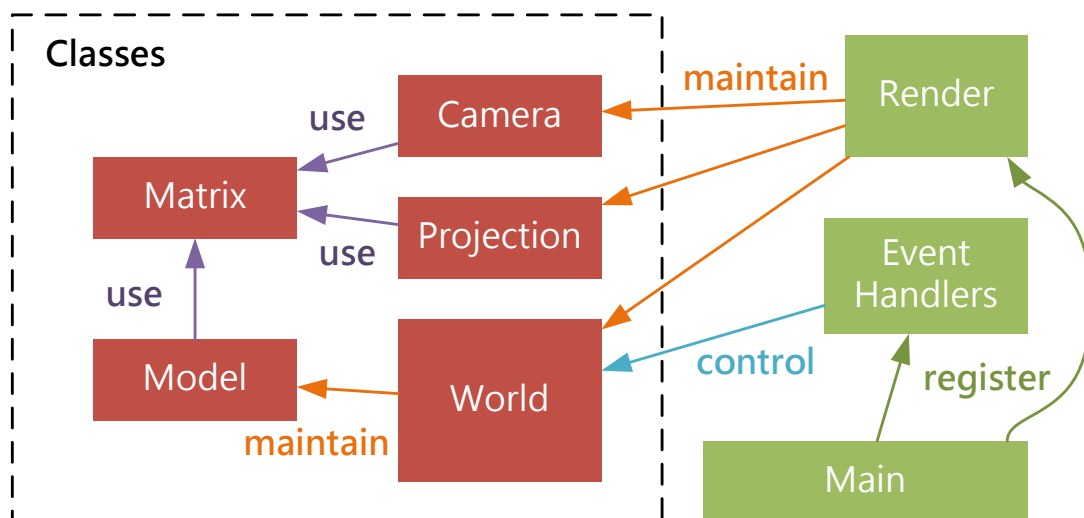 Classes
maintain
Render
Camera
use
Matrix
Projection
use
Event
Handlers
use
Model
World
control
register
maintain
Main